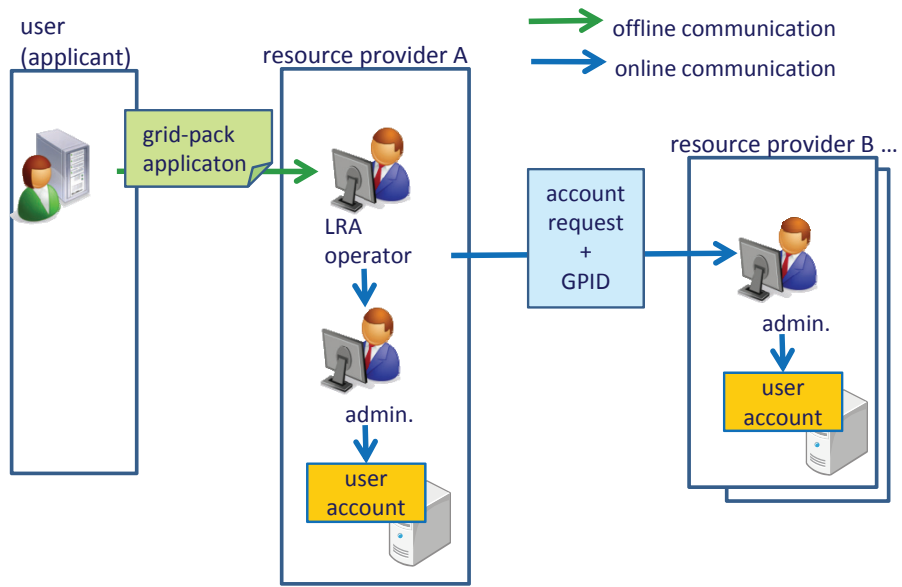 user
(applicant)
resource provider A
offline communication
online communication
grid-pack
applicaton
LRA
operator
admin.
user
account
account
request
+
GPID
resource provider B ...
admin.
user
account